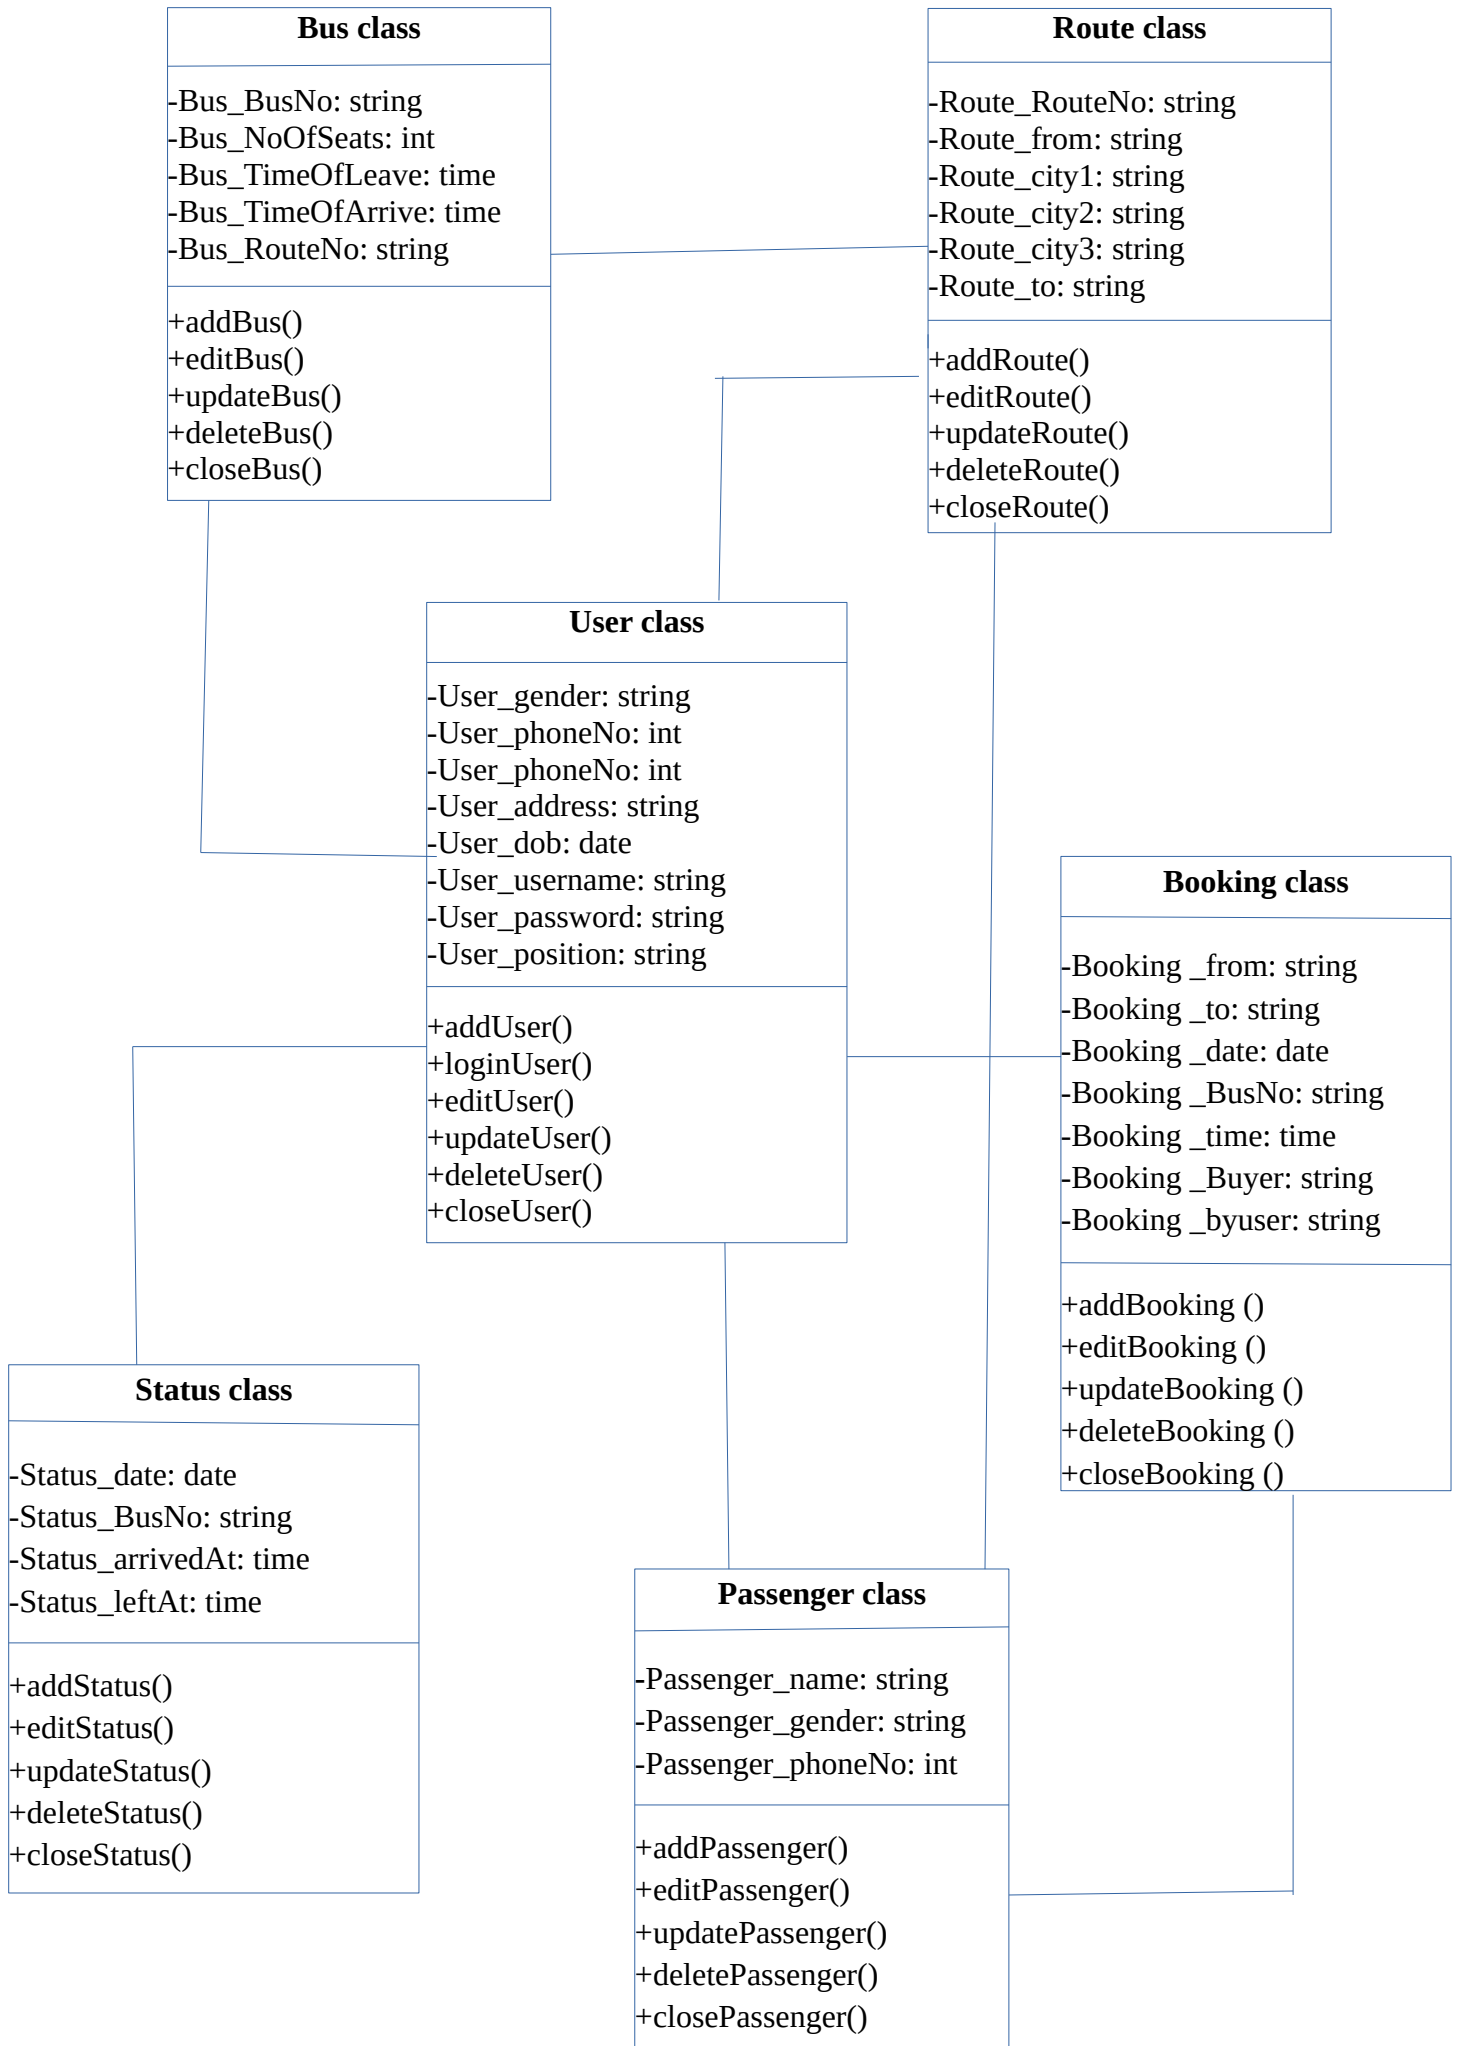 Bus class
-Bus_BusNo: string
-Bus_NoOfSeats: int
-Bus_TimeOfLeave: time
-Bus_TimeOfArrive: time
-Bus_RouteNo: string
+addBus()
+editBus()
+updateBus()
+deleteBus()
+closeBus()
Route class
-Route_RouteNo: string
-Route_from: string
-Route_city1: string
-Route_city2: string
-Route_city3: string
-Route_to: string
+addRoute()
+editRoute()
+updateRoute()
+deleteRoute()
+closeRoute()
User class
-User_gender: string
-User_phoneNo: int
-User_phoneNo: int
-User_address: string
-User_dob: date
-User_username: string
-User_password: string
-User_position: string
+addUser()
+loginUser()
+editUser()
+updateUser()
+deleteUser()
+closeUser()
Booking class
-Booking _from: string
-Booking _to: string
-Booking _date: date
-Booking _BusNo: string
-Booking _time: time
-Booking _Buyer: string
-Booking _byuser: string
+addBooking ()
+editBooking ()
+updateBooking ()
+deleteBooking ()
+closeBooking ()
Status class
-Status_date: date
-Status_BusNo: string
-Status_arrivedAt: time
-Status_leftAt: time
+addStatus()
+editStatus()
+updateStatus()
+deleteStatus()
+closeStatus()
Passenger class
-Passenger_name: string
-Passenger_gender: string
-Passenger_phoneNo: int
+addPassenger()
+editPassenger()
+updatePassenger()
+deletePassenger()
+closePassenger()